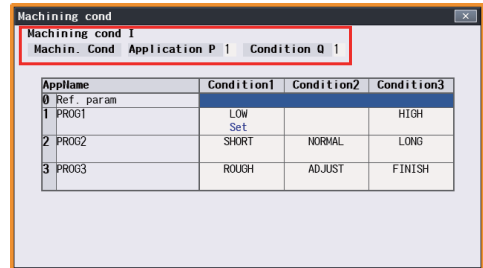 Machining cond
Machining cond I
Machin. Cond Application P 1 Condition Q 1
AppName Condition1 Condition2 Condition3
0 Ref. param
1 PROG1 LOW HIGH
Set
2 PROG2 SHORT NORMAL LONG
3 PROG3 ROUGH ADJUST FINISH